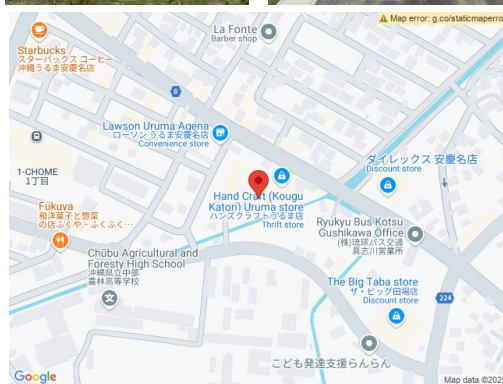 Map error: g.co/staticmaperro
La Fonte
Barber shop
Starbucks
スターバックス コーヒー
沖縄うるま安慶名店
8
Lawson Uruma Agena
ローソン うるま安慶名店
Convenience store
ダイレックス 安慶名店
Discount store
1-CHOME
1丁目
Hand Craft (Kougu
Katori) Uruma store
ハンズクラフトうるま店
Thrift store
Fukuya
和洋菓子と惣菜
の店ふくや - ふくふく…
Ryukyu Bus Kotsu
Gushikawa Office
(株)琉球バス交通
具志川営業所
Chūbu Agricultural and
Foresty High School
沖縄県立中部
農林高等学校
The Big Taba store
ザ・ビッグ田場店
Discount store
224
こども発達支援らんらん
Google
Map data ©202